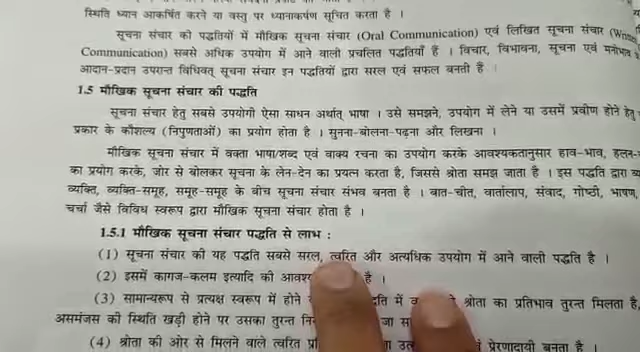 स्थिति ध्यान आकर्षित करने या वस्तु पर ध्यानाकर्षण सूचित करता है ।
सूचना संचार की पद्धतियों में मौखिक सूचना संचार (Oral Communication) एवं लिखित सूचना संचार
Communication) सबसे अधिक उपयोग में आने वाली प्रचलित पद्धतियाँ हैं । विचार, विभावना, सूचना एवं मनोभाव
आदान-प्रदान उपरान्त विधिवत् सूचना संचार इन पद्धतियों द्वारा सरल एवं सफल बनती हैं ।
1.5 मौखिक सूचना संचार की पद्धति
सूचना संचार हेतु सबसे उपयोगी ऐसा साधन अर्थात् भाषा । उसे समझने, उपयोग में लेने या उसमें प्रवीण होने हेतु
प्रकार के कौशल्य (निपुणताओं) का प्रयोग होता है । सुनना-बोलना-पढ़ना और लिखना ।
मौखिक सूचना संचार में वक्ता भाषा/शब्द एवं वाक्य रचना का उपयोग करके आवश्यकतानुसार हाव-भाव,
का प्रयोग करके, जोर से बोलकर सूचना के लेन-देन का प्रयत्न करता है, जिससे श्रोता समझ जाता है । इस पद्धति द्वारा
व्यक्ति, व्यक्ति-समूह, समूह-समूह के बीच सूचना संचार संभव बनता है । बात-चीत, वार्तालाप, संवाद, गोष्ठी, भाषण,
चर्चा जैसे विविध स्वरूप द्वारा मौखिक सूचना संचार होता है ।
1.5.1 मौखिक सूचना संचार पद्धति से लाभ :
(1) सूचना संचार की यह पद्धति सबसे सरल, त्वरित और अत्यधिक उपयोग में आने वाली पद्धति है ।
(2) इसमें कागज-कलम इत्यादि की है ।
(3) सामान्यरूप से प्रत्यक्ष स्वरूप में होने में श्रोता का प्रतिभाव तुरन्त मिलता है,
असमंजस की स्थिति खड़ी होने पर उसका तुरन्त
(4) श्रोता की ओर से मिलने वाले त्वरित प्रेरणादायी बनता है ।